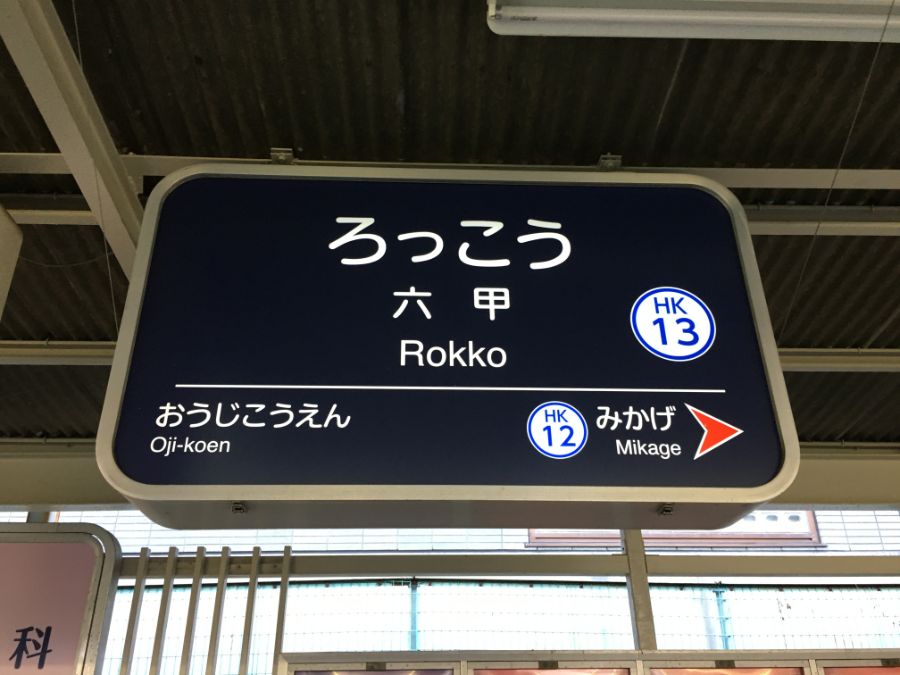 ろっこう
六甲
Rokko
HK
13
おうじこうえん
Oji-koen
HK
12
みかげ
Mikage
科